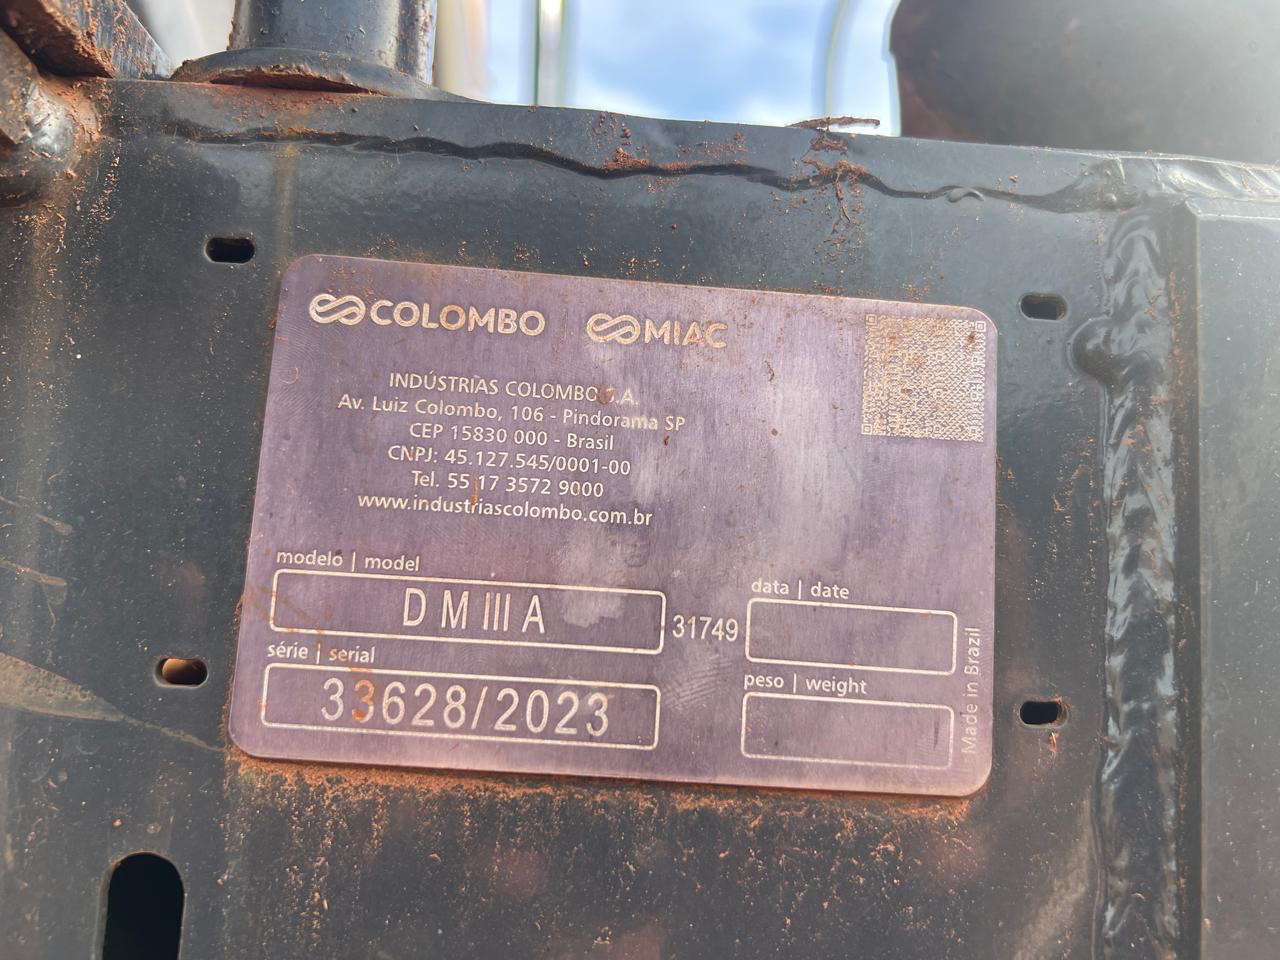 COLOMBO | MIAC
INDÚSTRIAS COLOMBO S.A.
Av. Luiz Colombo, 106 - Pindorama SP
CEP 15830 000 - Brasil
CNPJ: 45.127.545/0001-00
Tel. 55 17 3572 9000
www.industriascolombo.com.br
modelo | model
D M III A
31749
data | date
série | serial
33628/2023
peso | weight
Made in Brazil